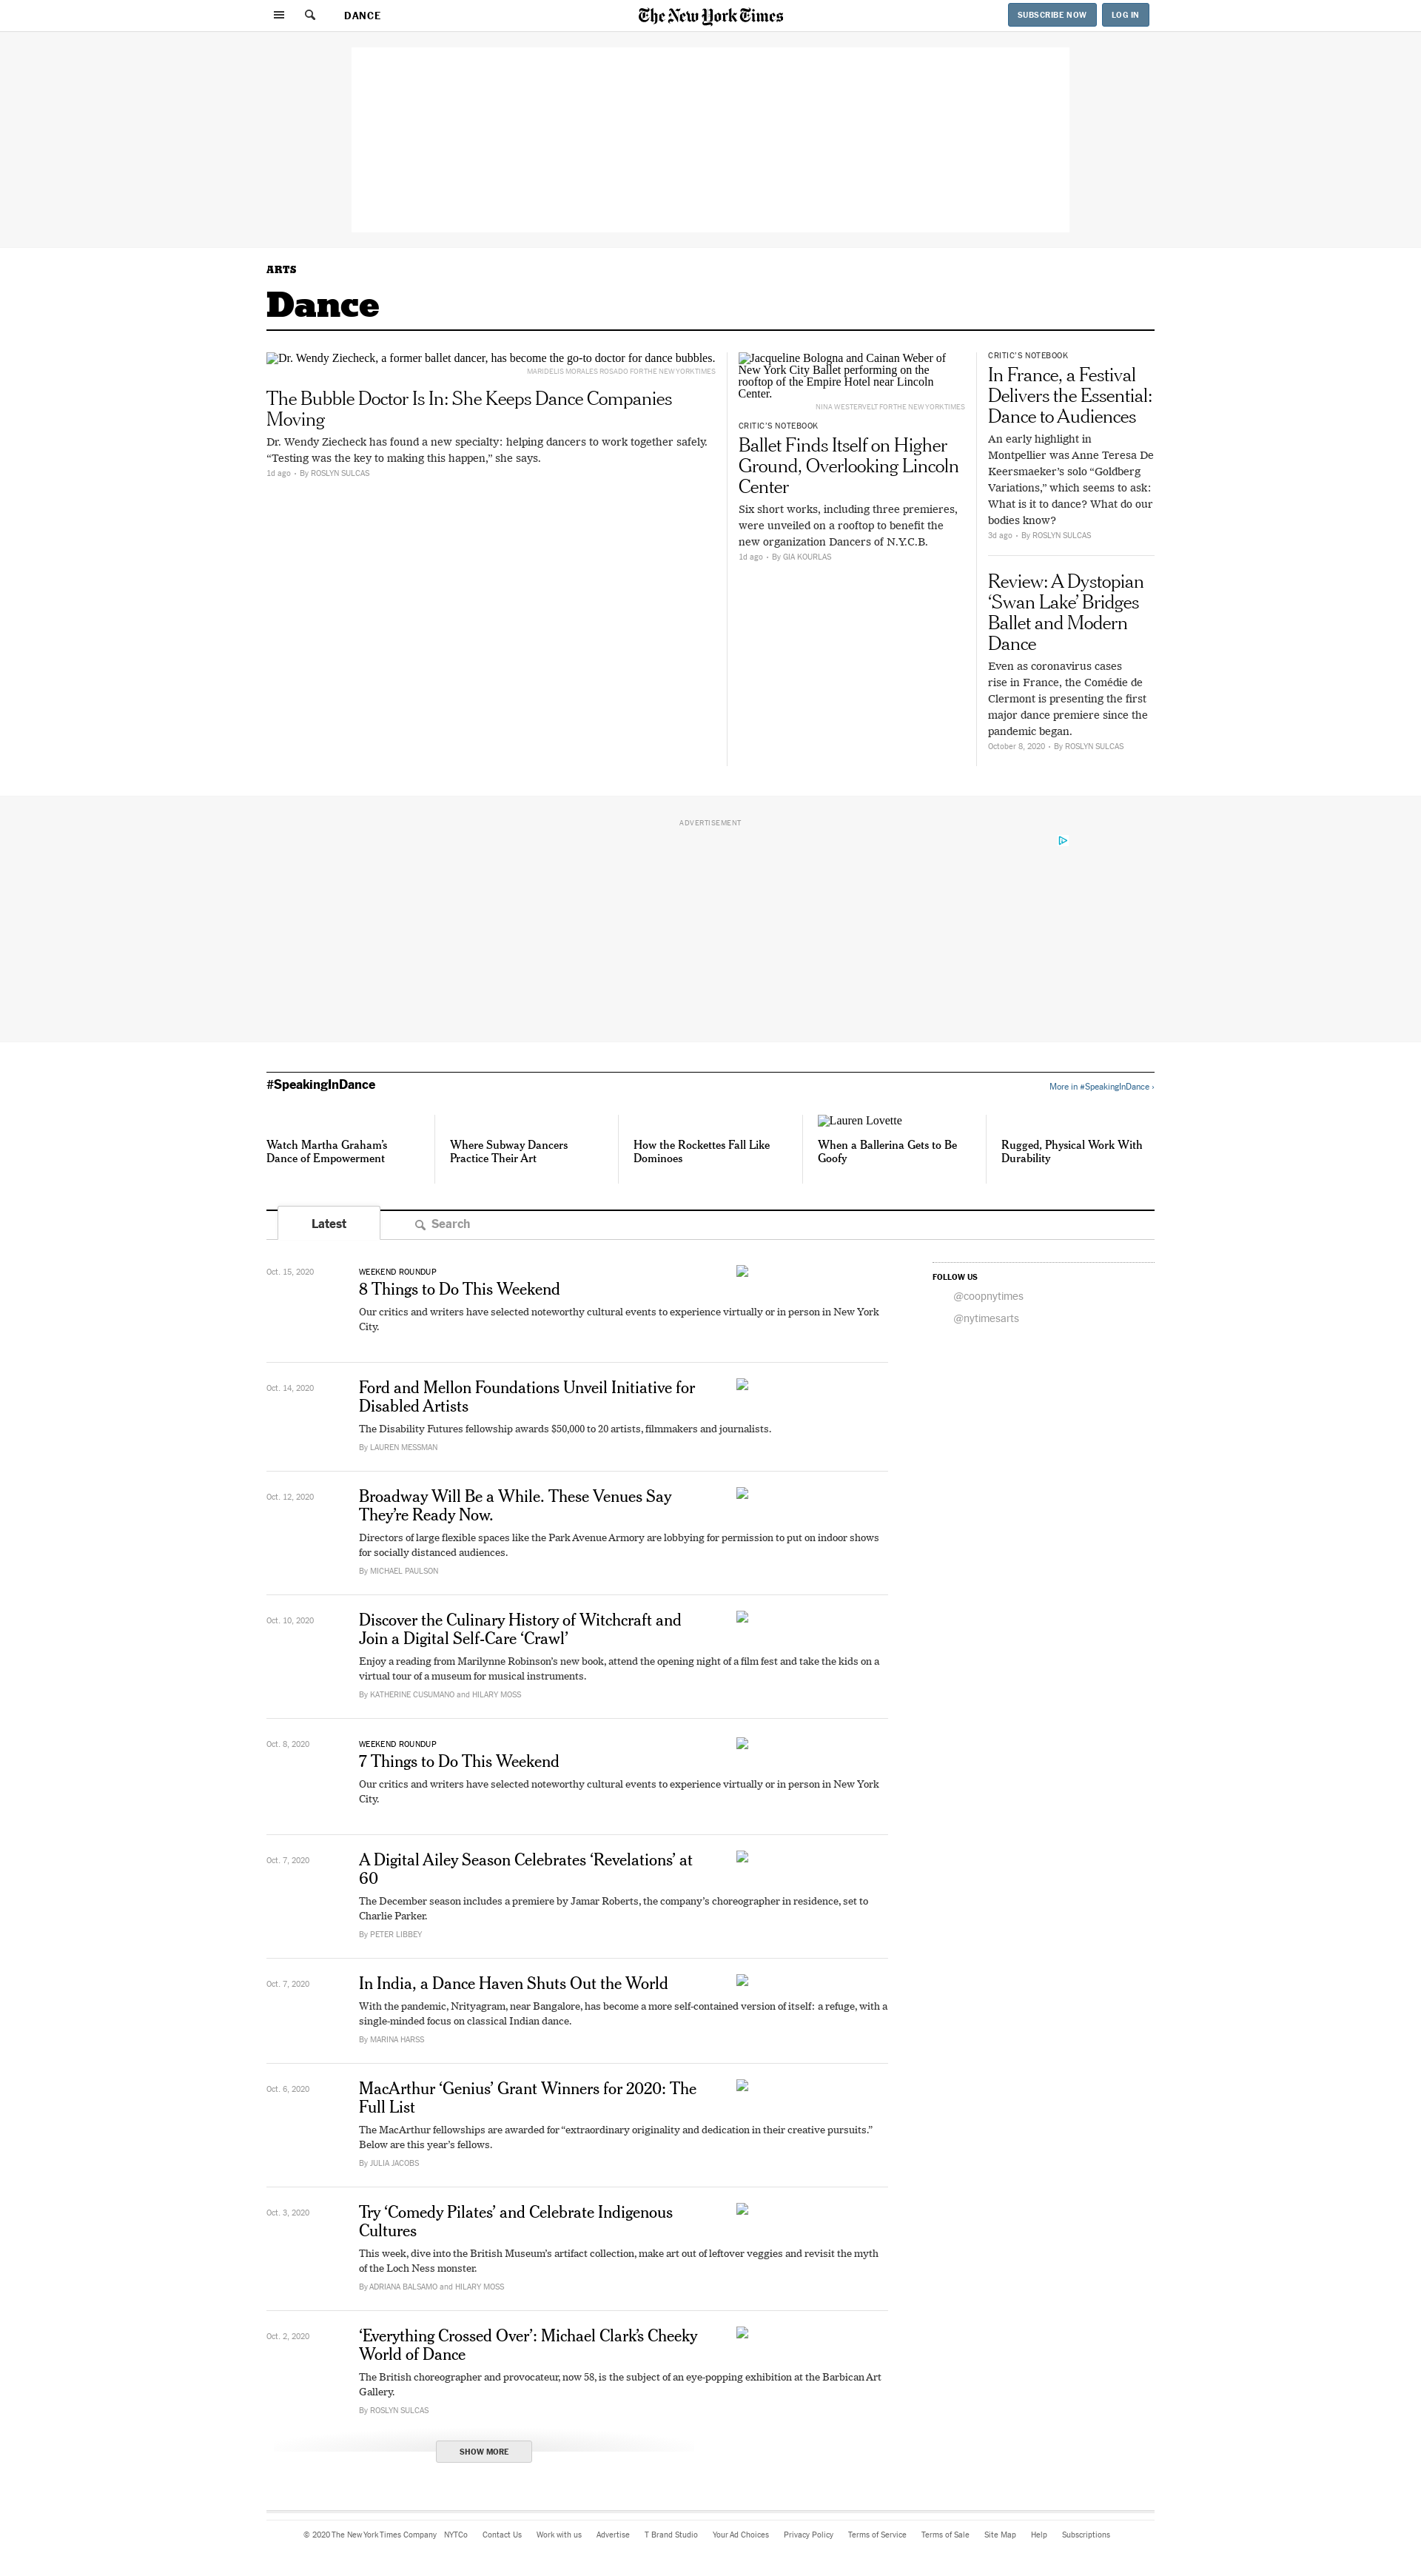 DANCE
The New York Times
SUBSCRIBE NOW
LOG IN
ARTS
Dance
Dr. Wendy Ziecheck, a former ballet dancer, has become the go-to doctor for dance bubbles.
MARIDELIS MORALES ROSADO FOR THE NEW YORK TIMES
The Bubble Doctor Is In: She Keeps Dance Companies
Moving
Dr. Wendy Ziecheck has found a new specialty: helping dancers to work together safely.
“Testing was the key to making this happen,” she says.
1d ago • By ROSLYN SULCAS
Jacqueline Bologna and Cainan Weber of
New York City Ballet performing on the
rooftop of the Empire Hotel near Lincoln
Center.
NINA WESTERVELT FOR THE NEW YORK TIMES
CRITIC’S NOTEBOOK
Ballet Finds Itself on Higher
Ground, Overlooking Lincoln
Center
Six short works, including three premieres,
were unveiled on a rooftop to benefit the
new organization Dancers of N.Y.C.B.
1d ago • By GIA KOURLAS
CRITIC’S NOTEBOOK
In France, a Festival
Delivers the Essential:
Dance to Audiences
An early highlight in
Montpellier was Anne Teresa De
Keersmaeker’s solo “Goldberg
Variations,” which seems to ask:
What is it to dance? What do our
bodies know?
3d ago • By ROSLYN SULCAS
Review: A Dystopian
‘Swan Lake’ Bridges
Ballet and Modern
Dance
Even as coronavirus cases
rise in France, the Comédie de
Clermont is presenting the first
major dance premiere since the
pandemic began.
October 8, 2020 • By ROSLYN SULCAS
ADVERTISEMENT
#SpeakingInDance
More in #SpeakingInDance ›
Watch Martha Graham’s
Dance of Empowerment
Where Subway Dancers
Practice Their Art
How the Rockettes Fall Like
Dominoes
Lauren Lovette
When a Ballerina Gets to Be
Goofy
Rugged, Physical Work With
Durability
Latest
Search
Oct. 15, 2020
WEEKEND ROUNDUP
8 Things to Do This Weekend
Our critics and writers have selected noteworthy cultural events to experience virtually or in person in New York
City.
FOLLOW US
@coopnytimes
@nytimesarts
Oct. 14, 2020
Ford and Mellon Foundations Unveil Initiative for
Disabled Artists
The Disability Futures fellowship awards $50,000 to 20 artists, filmmakers and journalists.
By LAUREN MESSMAN
Oct. 12, 2020
Broadway Will Be a While. These Venues Say
They’re Ready Now.
Directors of large flexible spaces like the Park Avenue Armory are lobbying for permission to put on indoor shows
for socially distanced audiences.
By MICHAEL PAULSON
Oct. 10, 2020
Discover the Culinary History of Witchcraft and
Join a Digital Self-Care ‘Crawl’
Enjoy a reading from Marilynne Robinson’s new book, attend the opening night of a film fest and take the kids on a
virtual tour of a museum for musical instruments.
By KATHERINE CUSUMANO and HILARY MOSS
Oct. 8, 2020
WEEKEND ROUNDUP
7 Things to Do This Weekend
Our critics and writers have selected noteworthy cultural events to experience virtually or in person in New York
City.
Oct. 7, 2020
A Digital Ailey Season Celebrates ‘Revelations’ at
60
The December season includes a premiere by Jamar Roberts, the company’s choreographer in residence, set to
Charlie Parker.
By PETER LIBBEY
Oct. 7, 2020
In India, a Dance Haven Shuts Out the World
With the pandemic, Nrityagram, near Bangalore, has become a more self-contained version of itself: a refuge, with a
single-minded focus on classical Indian dance.
By MARINA HARSS
Oct. 6, 2020
MacArthur ‘Genius’ Grant Winners for 2020: The
Full List
The MacArthur fellowships are awarded for “extraordinary originality and dedication in their creative pursuits.”
Below are this year’s fellows.
By JULIA JACOBS
Oct. 3, 2020
Try ‘Comedy Pilates’ and Celebrate Indigenous
Cultures
This week, dive into the British Museum’s artifact collection, make art out of leftover veggies and revisit the myth
of the Loch Ness monster.
By ADRIANA BALSAMO and HILARY MOSS
Oct. 2, 2020
‘Everything Crossed Over’: Michael Clark’s Cheeky
World of Dance
The British choreographer and provocateur, now 58, is the subject of an eye-popping exhibition at the Barbican Art
Gallery.
By ROSLYN SULCAS
SHOW MORE
© 2020 The New York Times Company NYTCo Contact Us Work with us Advertise T Brand Studio Your Ad Choices Privacy Policy Terms of Service Terms of Sale Site Map Help Subscriptions